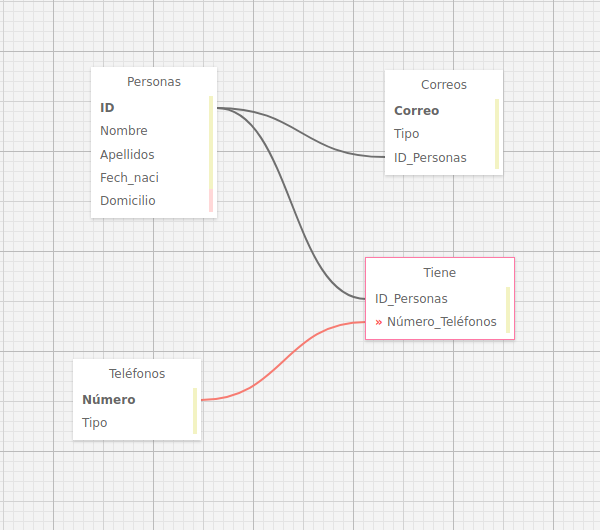 Personas
ID
Nombre
Apellidos
Fech_naci
Domicilio
Correos
Correo
Tipo
ID_Personas
Tiene
ID_Personas
» Número_Teléfonos
Teléfonos
Número
Tipo